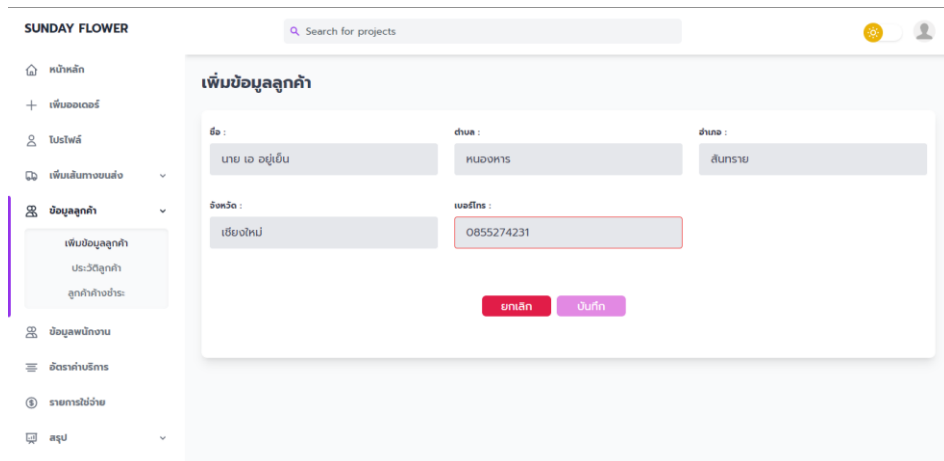 SUNDAY FLOWER
Search for projects
หน้าหลัก
เพิ่มออเดอร์
โปรไฟล์
เพิ่มเส้นทางขนส่ง
ข้อมูลลูกค้า
เพิ่มข้อมูลลูกค้า
ประวัติลูกค้า
ลูกค้าค้างชำระ
ข้อมูลพนักงาน
อัตราค่าบริการ
รายการใช้จ่าย
สรุป
เพิ่มข้อมูลลูกค้า
ชื่อ : ตำบล : อำเภอ :
นาย เอ อยู่เย็น หนองหาร สันทราย
จังหวัด : เบอร์โทร :
เชียงใหม่ 0855274231
ยกเลิก บันทึก